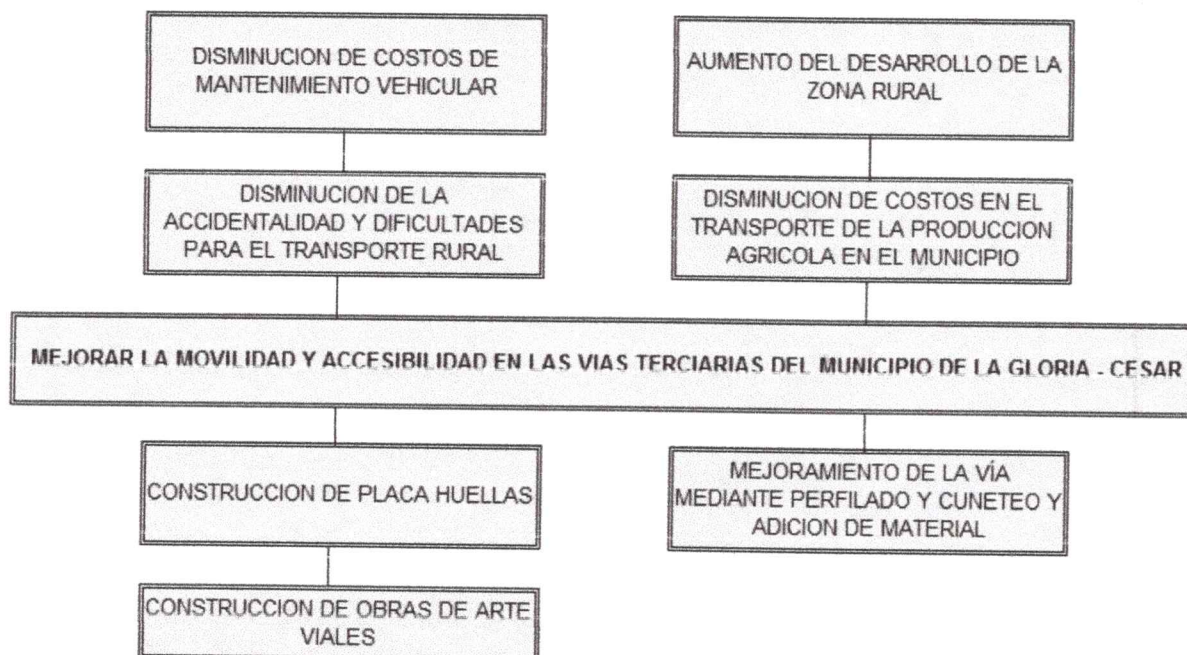 DISMINUCION DE COSTOS DE
MANTENIMIENTO VEHICULAR
AUMENTO DEL DESARROLLO DE LA
ZONA RURAL
DISMINUCION DE LA
ACCIDENTALIDAD Y DIFICULTADES
PARA EL TRANSPORTE RURAL
DISMINUCION DE COSTOS EN EL
TRANSPORTE DE LA PRODUCCION
AGRICOLA EN EL MUNICIPIO
MEJORAR LA MOVILIDAD Y ACCESIBILIDAD EN LAS VIAS TERCIARIAS DEL MUNICIPIO DE LA GLORIA - CESAR
CONSTRUCCION DE PLACA HUELLAS
MEJORAMIENTO DE LA VÍA
MEDIANTE PERFILADO Y CUNETEO Y
ADICION DE MATERIAL
CONSTRUCCION DE OBRAS DE ARTE
VIALES